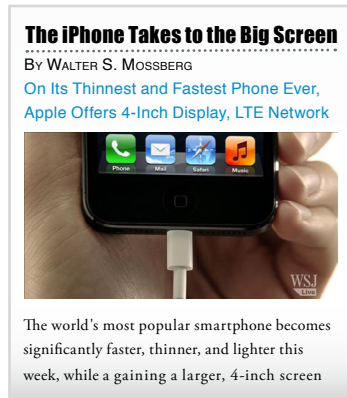 The iPhone Takes to the Big Screen
By Walter S. Mossberg
On Its Thinnest and Fastest Phone Ever,
Apple Offers 4-Inch Display, LTE Network
Phone Mail Safari Music
WSJ
Live
The world's most popular smartphone becomes
significantly faster, thinner, and lighter this
week, while a gaining a larger, 4-inch screen